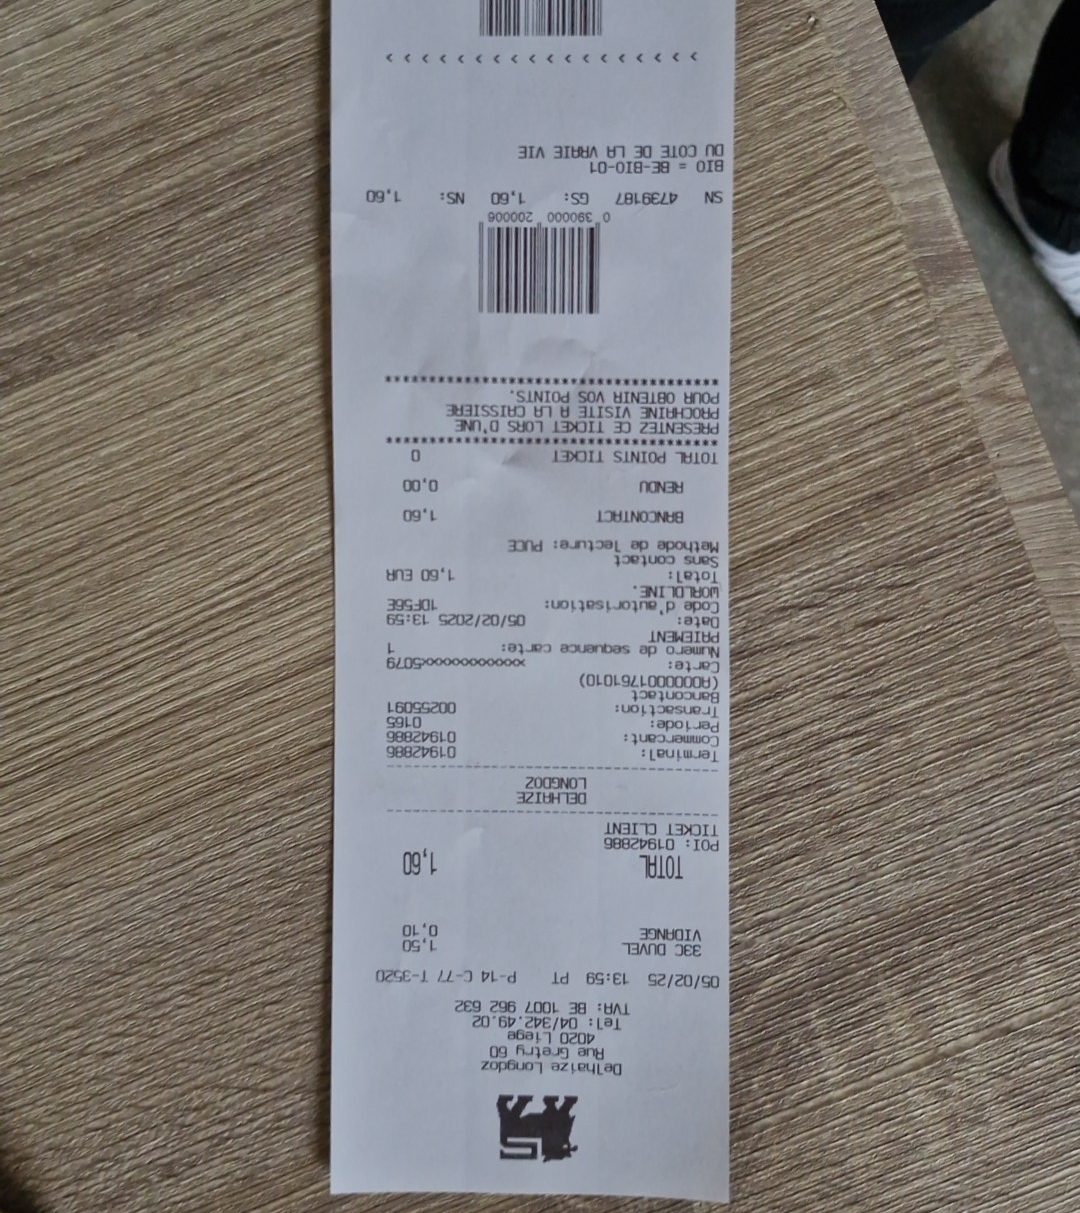 Delhaize Longdoz
Rue Gretry 60
4020 Liege
Tel: 04/342.49.02
TVA: BE 1007 962 632
05/02/25 13:59 PT P-14 C-77 T-3520
33C DUVEL 1,50
VIDANGE 0,10
TOTAL 1,60
POI: 01942886
TICKET CLIENT
DELHAIZE
LONGDOZ
Terminal: 01942886
Commercant: 01942886
Periode: 0165
Transaction: 00255091
Bancontact
(A0000001761010)
Carte: xxxxxxxxxxxxx5079
Numero de sequence carte: 1
PAIEMENT
Date: 05/02/2025 13:59
Code d'autorisation: 1DF56E
WORLDLINE.
Total: 1,60 EUR
Sans contact
Methode de lecture: PUCE
BANCONTACT 1,60
RENDU 0,00
TOTAL POINTS TICKET 0
PRESENTEZ CE TICKET LORS D'UNE
PROCHAINE VISITE A LA CAISSIERE
POUR OBTENIR VOS POINTS.
0 390000 200006
SN 4739187 GS: 1,60 NS: 1,60
BIO = BE-BIO-01
DU COTE DE LA VRAIE VIE